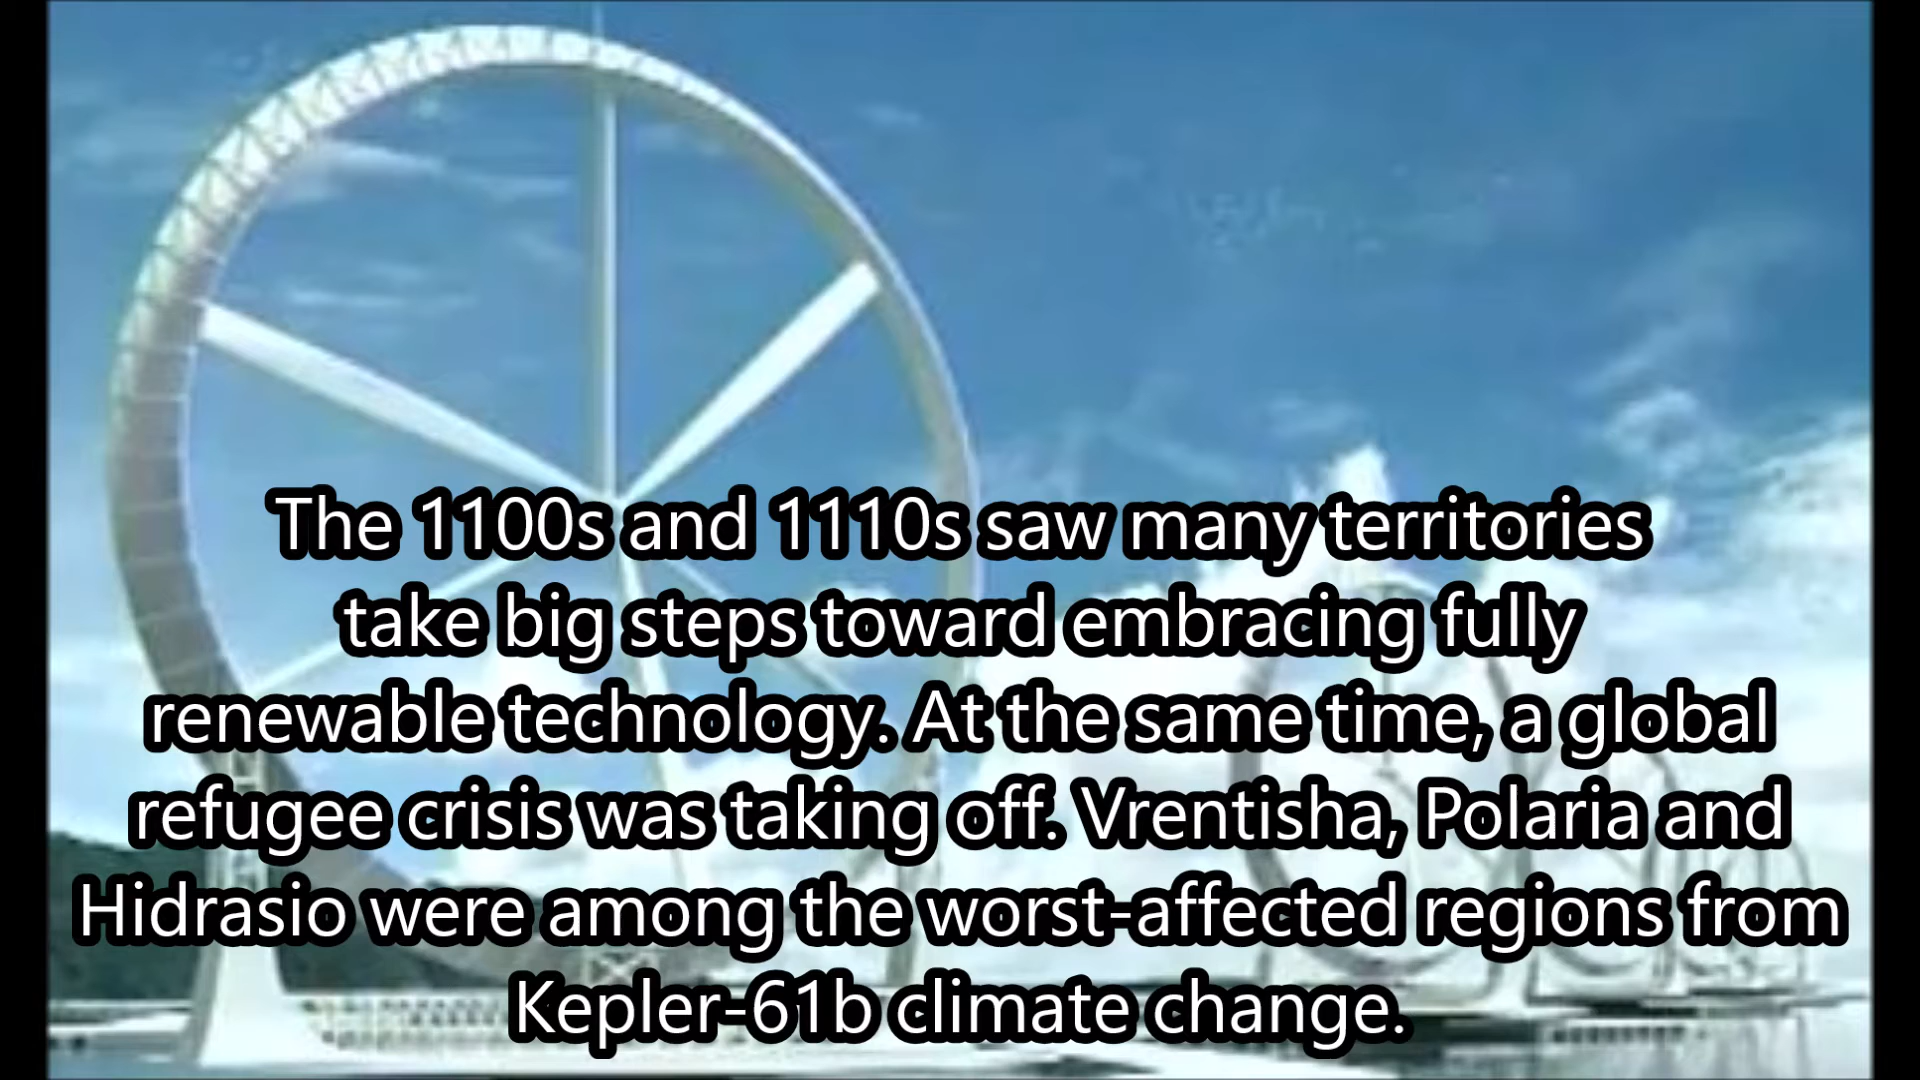 The 1100s and 1110s saw many territories
take big steps toward embracing fully
renewable technology. At the same time, a global
refugee crisis was taking off. Vrentisha, Polaria and
Hidrasio were among the worst-affected regions from
Kepler-61b climate change.